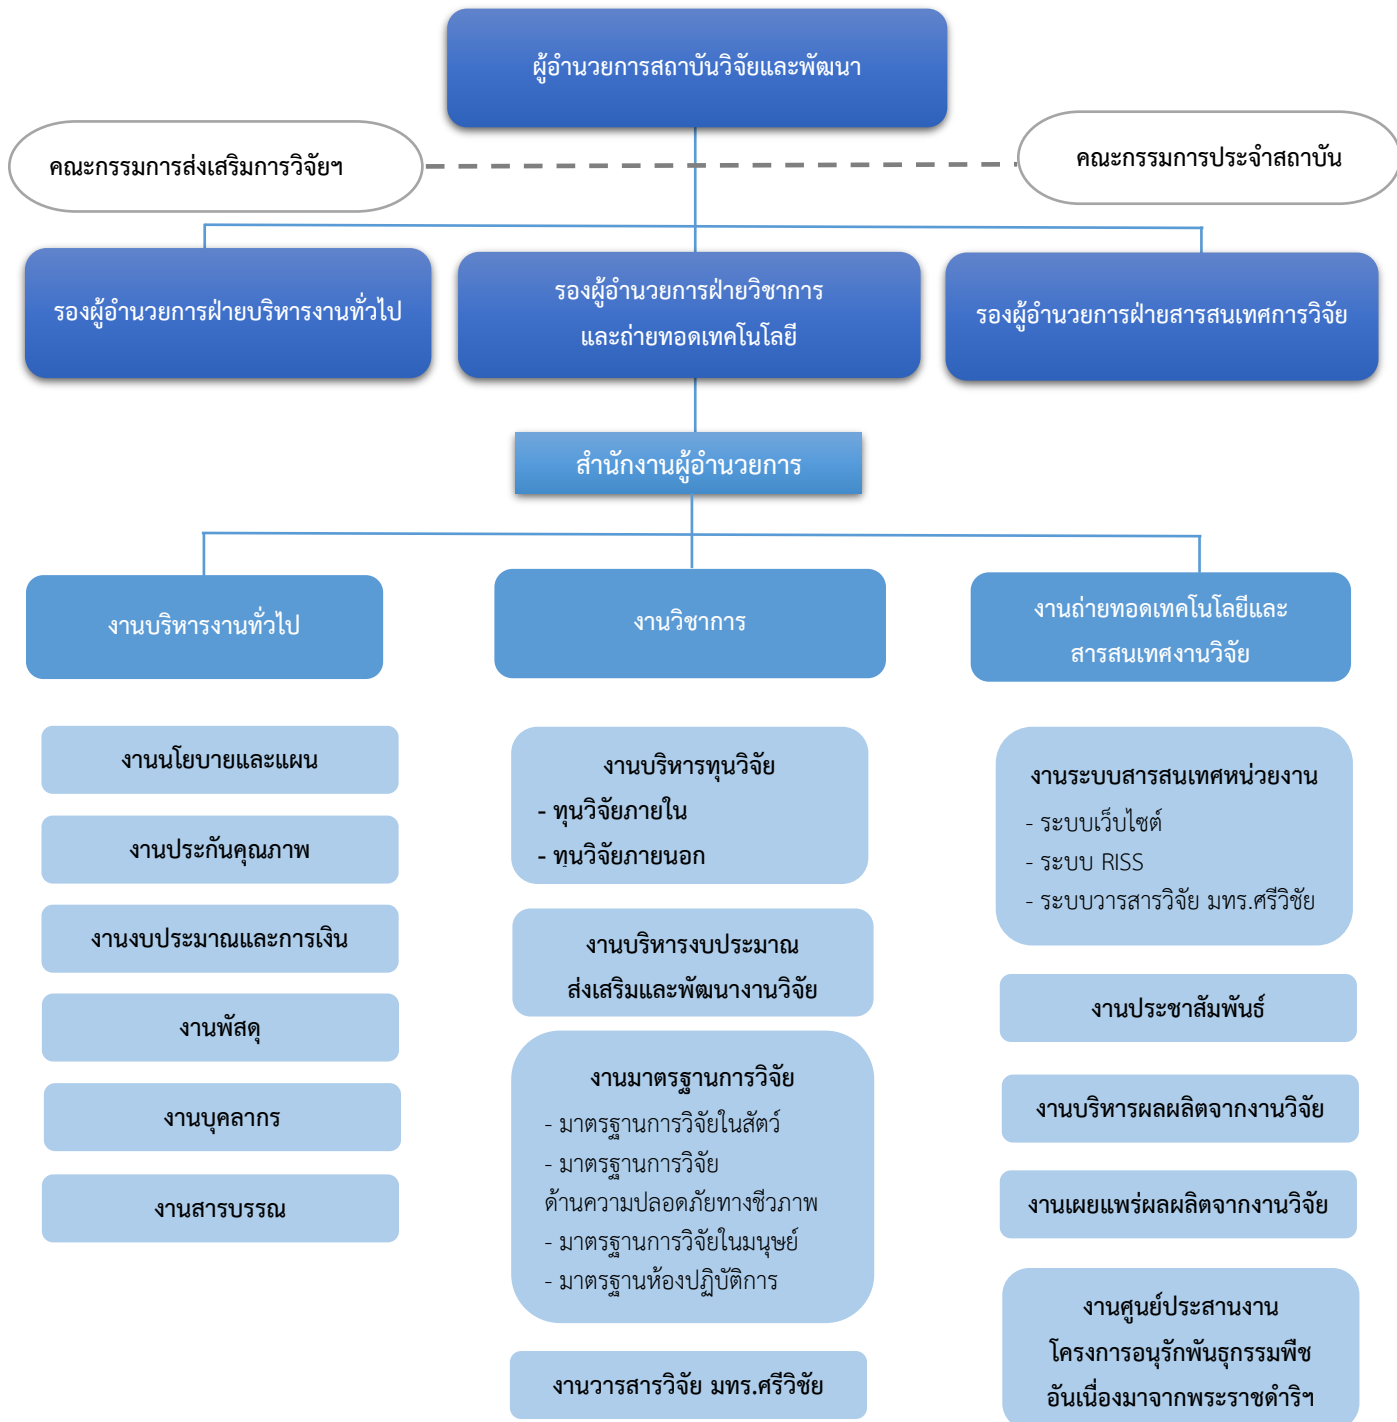 ผู้อำนวยการสถาบันวิจัยและพัฒนา
คณะกรรมการส่งเสริมการวิจัยฯ
คณะกรรมการประจำสถาบัน
รองผู้อำนวยการฝ่ายบริหารงานทั่วไป
รองผู้อำนวยการฝ่ายวิชาการ
และถ่ายทอดเทคโนโลยี
รองผู้อำนวยการฝ่ายสารสนเทศการวิจัย
สำนักงานผู้อำนวยการ
งานบริหารงานทั่วไป
งานวิชาการ
งานถ่ายทอดเทคโนโลยีและ
สารสนเทศงานวิจัย
งานนโยบายและแผน
งานประกันคุณภาพ
งานงบประมาณและการเงิน
งานพัสดุ
งานบุคลากร
งานสารบรรณ
งานบริหารทุนวิจัย
- ทุนวิจัยภายใน
- ทุนวิจัยภายนอก
งานบริหารงบประมาณ
ส่งเสริมและพัฒนางานวิจัย
งานมาตรฐานการวิจัย
- มาตรฐานการวิจัยในสัตว์
- มาตรฐานการวิจัย
ด้านความปลอดภัยทางชีวภาพ
- มาตรฐานการวิจัยในมนุษย์
- มาตรฐานห้องปฏิบัติการ
งานวารสารวิจัย มทร.ศรีวิชัย
งานระบบสารสนเทศหน่วยงาน
- ระบบเว็บไซต์
- ระบบ RISS
- ระบบวารสารวิจัย มทร.ศรีวิชัย
งานประชาสัมพันธ์
งานบริหารผลผลิตจากงานวิจัย
งานเผยแพร่ผลผลิตจากงานวิจัย
งานศูนย์ประสานงาน
โครงการอนุรักพันธุกรรมพืช
อันเนื่องมาจากพระราชดำริฯ